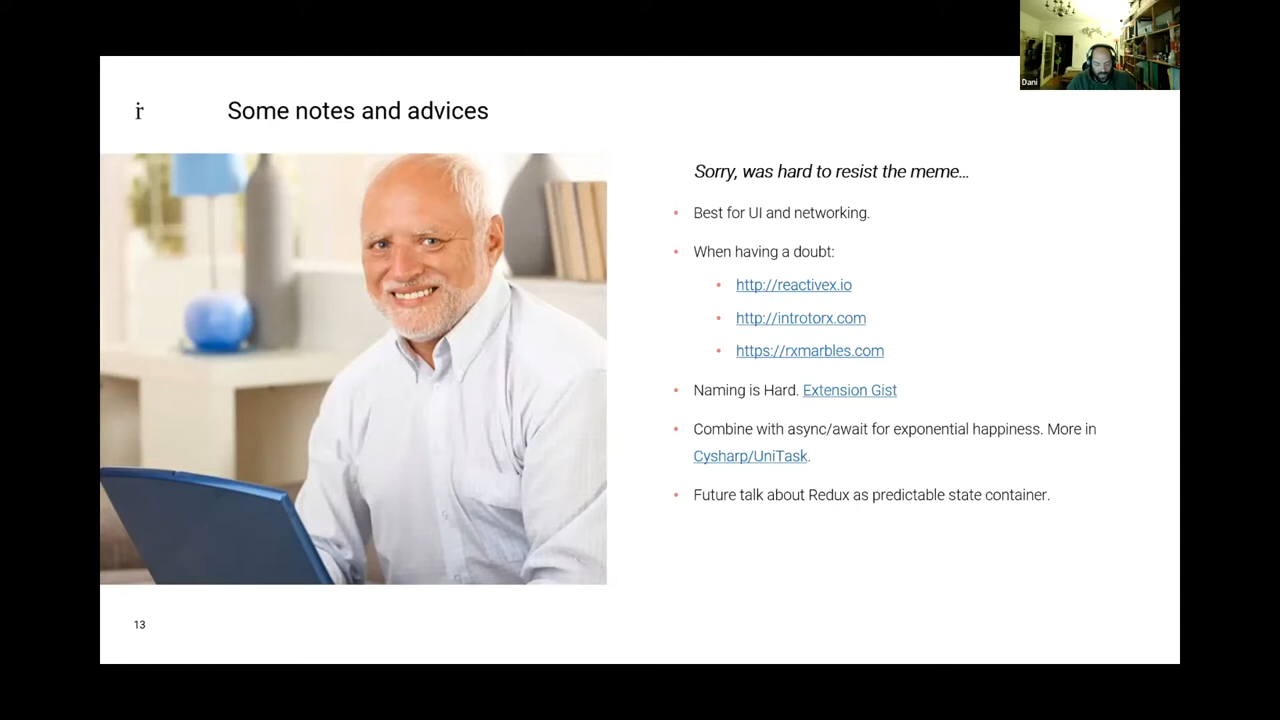 Dani
ir
Some notes and advices
Sorry, was hard to resist the meme...
Best for UI and networking.
When having a doubt:
http://reactivex.io
http://introtorx.com
https://rxmarbles.com
Naming is Hard. Extension Gist
Combine with async/await for exponential happiness. More in
Cysharp/UniTask.
Future talk about Redux as predictable state container.
13